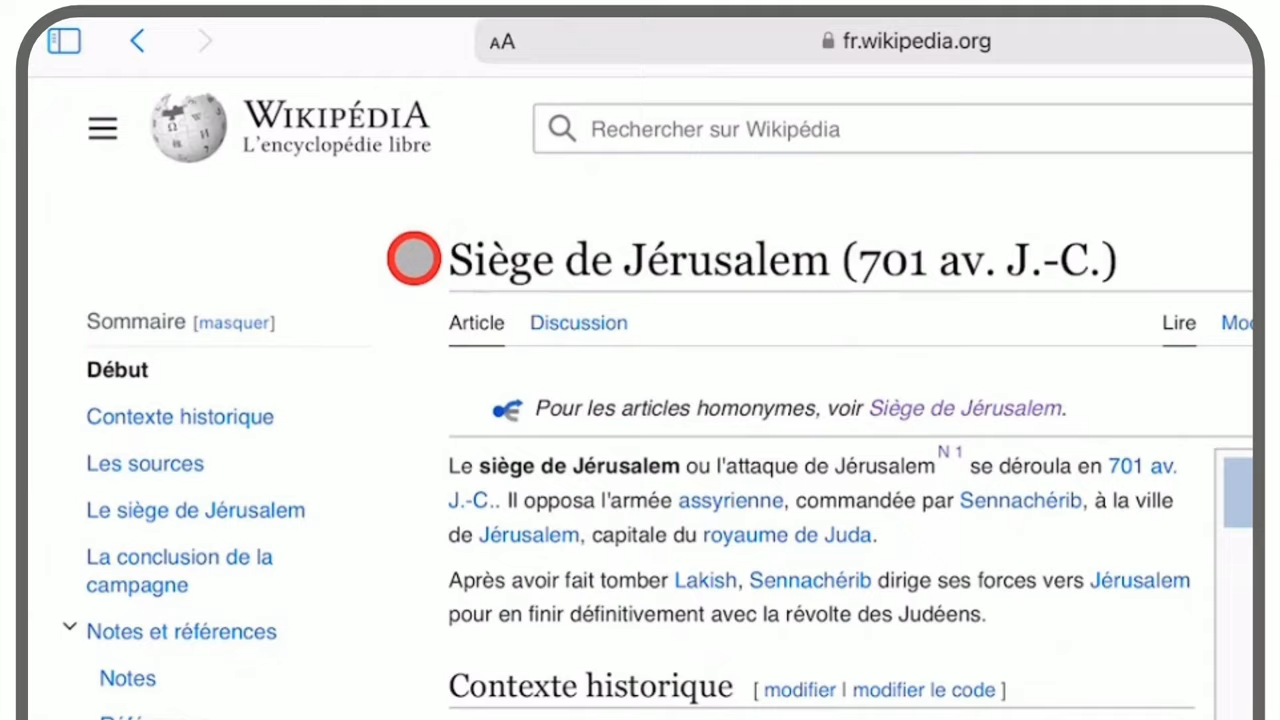 AA fr.wikipedia.org
WIKIPÉDIA
L'encyclopédie libre
Rechercher sur Wikipédia
Siège de Jérusalem (701 av. J.-C.)
Sommaire [masquer]
Début
Contexte historique
Les sources
Le siège de Jérusalem
La conclusion de la
campagne
Notes et références
Notes
Article Discussion Lire
Pour les articles homonymes, voir Siège de Jérusalem.
Le siège de Jérusalem ou l'attaque de Jérusalem N 1 se déroula en 701 av.
J.-C.. Il opposa l'armée assyrienne, commandée par Sennachérib, à la ville
de Jérusalem, capitale du royaume de Juda.
Après avoir fait tomber Lakish, Sennachérib dirige ses forces vers Jérusalem
pour en finir définitivement avec la révolte des Judéens.
Contexte historique [ modifier | modifier le code ]